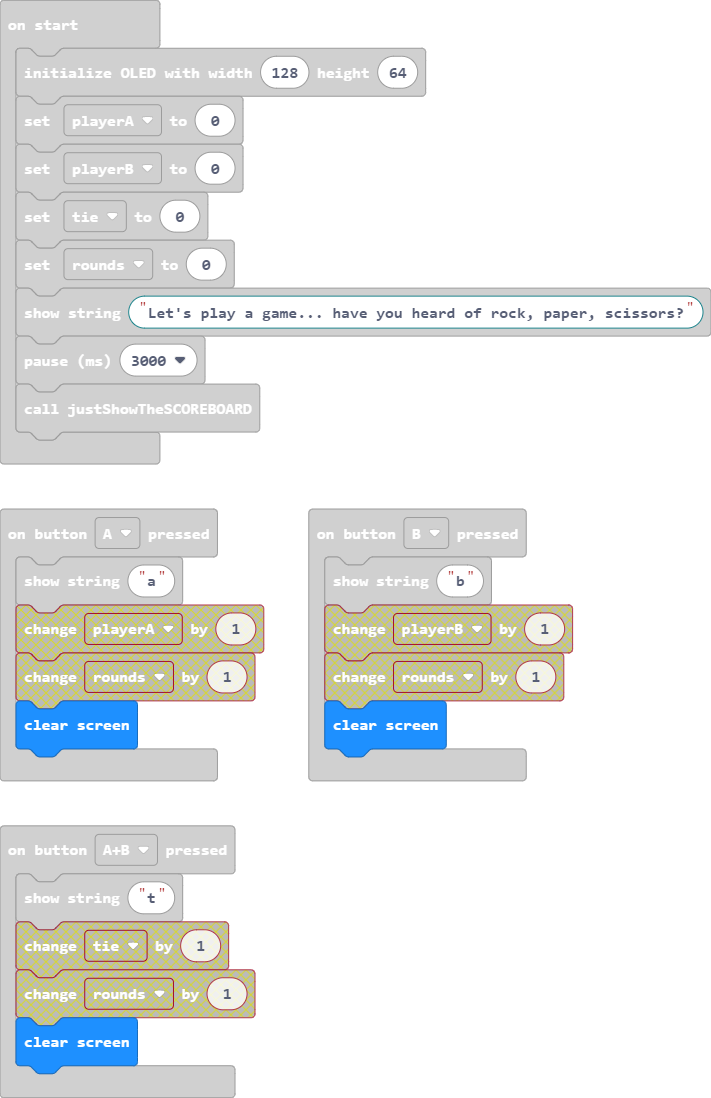 on start
initialize OLED with width 128 height 64
set playerA to 0
set playerB to 0
set tie to 0
set rounds to 0
show string "Let's play a game... have you heard of rock, paper, scissors?"
pause (ms) 3000
call justShowTheSCOREBOARD
on button A pressed
show string "a"
change playerA by 1
change rounds by 1
clear screen
on button B pressed
show string "b"
change playerB by 1
change rounds by 1
clear screen
on button A+B pressed
show string "t"
change tie by 1
change rounds by 1
clear screen